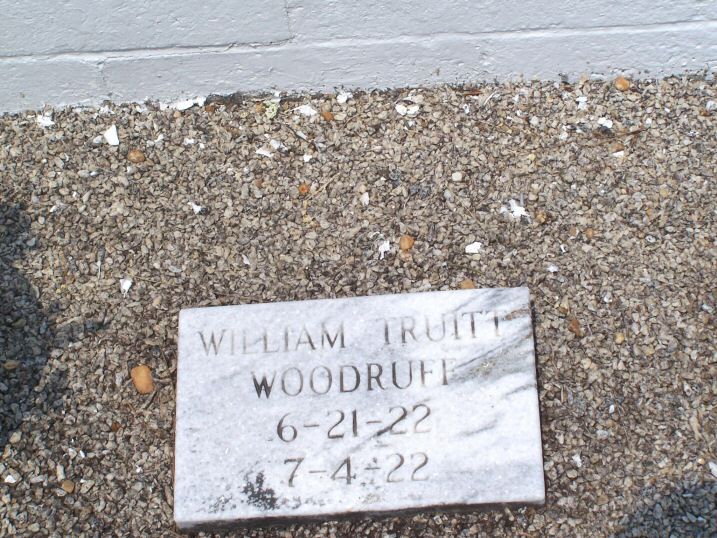 WILLIAM TRUITT
WOODRUFF
6-21-22
7-4-22